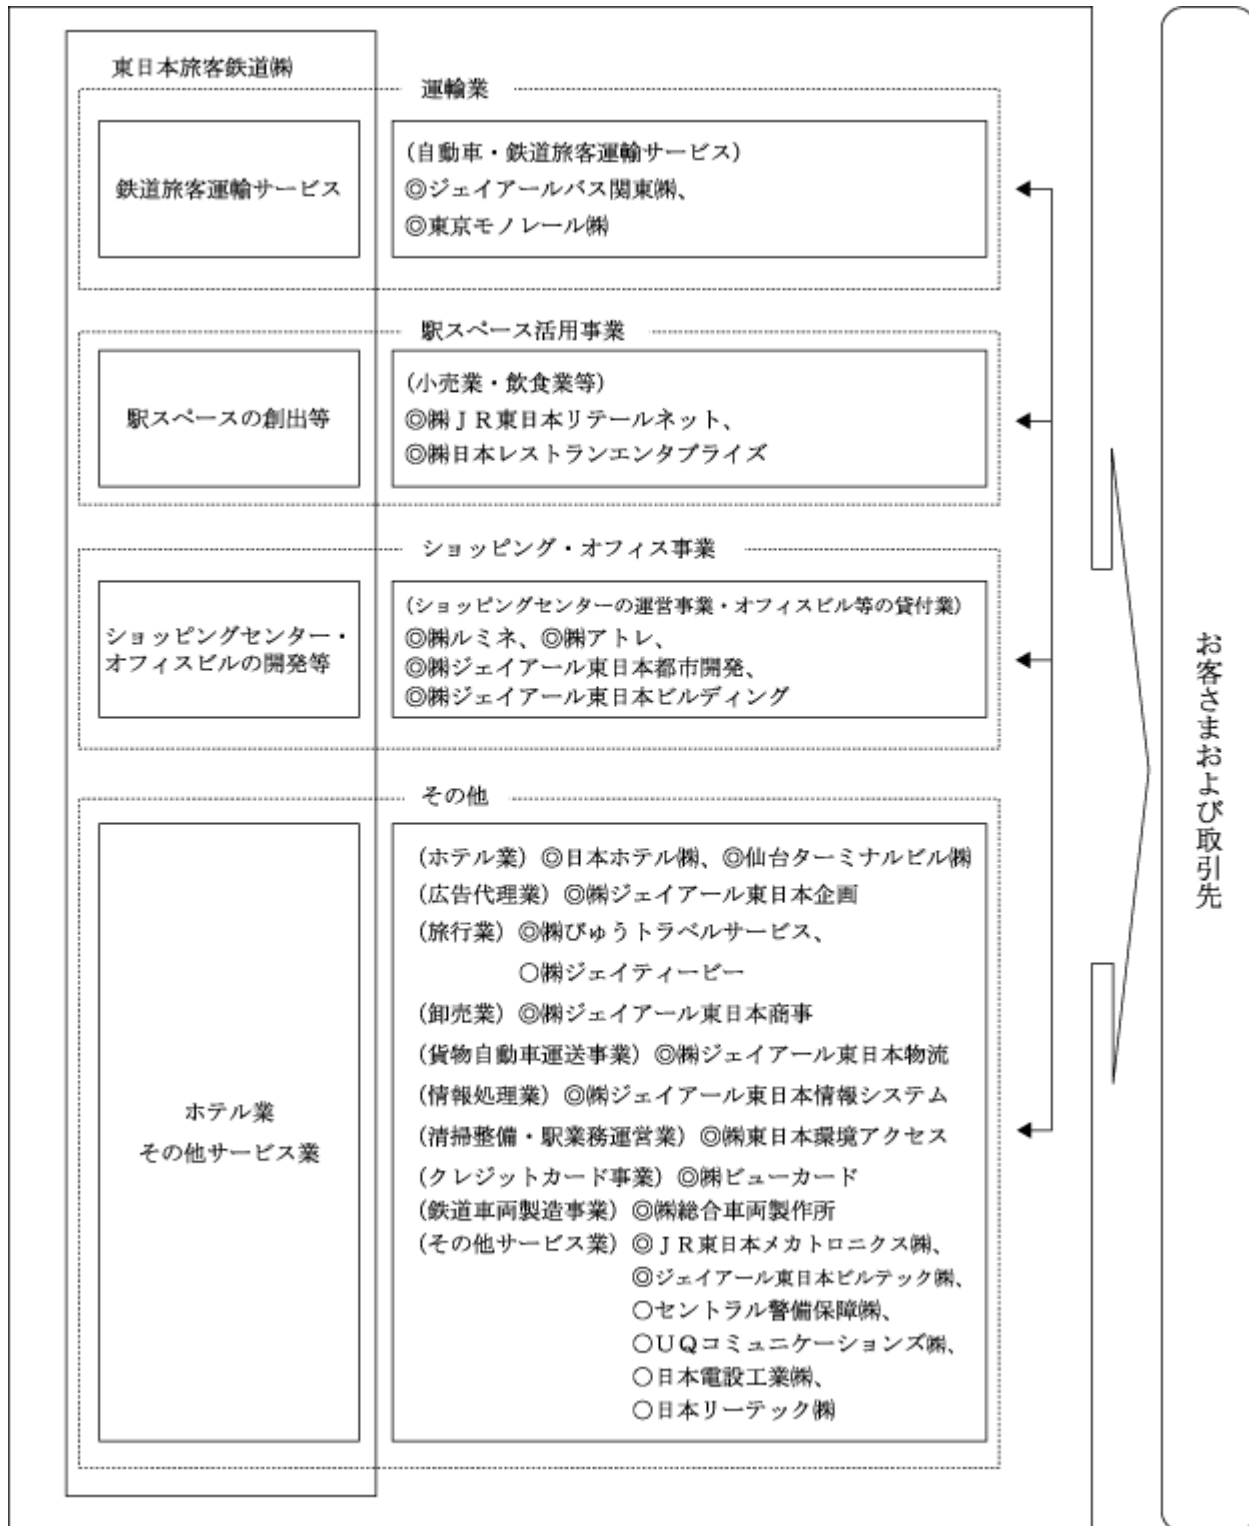 東日本旅客鉄道㈱
運輸業
鉄道旅客運輸サービス
(自動車・鉄道旅客運輸サービス)
◎ジェイアールバス関東㈱、
◎東京モノレール㈱
駅スペース活用事業
駅スペースの創出等
(小売業・飲食業等)
◎㈱ＪＲ東日本リテールネット、
◎㈱日本レストランエンタプライズ
ショッピング・オフィス事業
ショッピングセンター・
オフィスビルの開発等
(ショッピングセンターの運営事業・オフィスビル等の貸付業)
◎㈱ルミネ、◎㈱アトレ、
◎㈱ジェイアール東日本都市開発、
◎㈱ジェイアール東日本ビルディング
その他
ホテル業
その他サービス業
(ホテル業) ◎日本ホテル㈱、◎仙台ターミナルビル㈱
(広告代理業) ◎㈱ジェイアール東日本企画
(旅行業) ◎㈱びゅうトラベルサービス、
○㈱ジェイティービー
(卸売業) ◎㈱ジェイアール東日本商事
(貨物自動車運送事業) ◎㈱ジェイアール東日本物流
(情報処理業) ◎㈱ジェイアール東日本情報システム
(清掃整備・駅業務運営業) ◎㈱東日本環境アクセス
(クレジットカード事業) ◎㈱ビューカード
(鉄道車両製造事業) ◎㈱総合車両製作所
(その他サービス業) ◎ＪＲ東日本メカトロニクス㈱、
◎ジェイアール東日本ビルテック㈱、
○セントラル警備保障㈱、
○ＵＱコミュニケーションズ㈱、
○日本電設工業㈱、
○日本リーテック㈱
お客さまおよび取引先